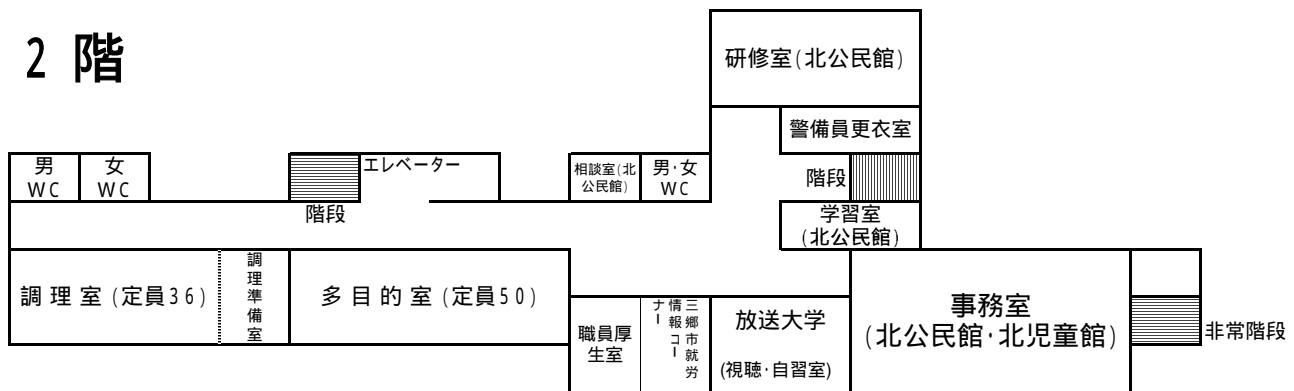 2 階
研修室(北公民館)
警備員更衣室
男
WC
女
WC
エレベーター
階段
相談室(北
公民館)
男･女
WC
階段
学習室
(北公民館)
調理室(定員36)
調理準備室
多目的室(定員50)
職員厚
生室
三郷市就労
情報コー
ナー
放送大学
(視聴･自習室)
事務室
(北公民館･北児童館)
非常階段